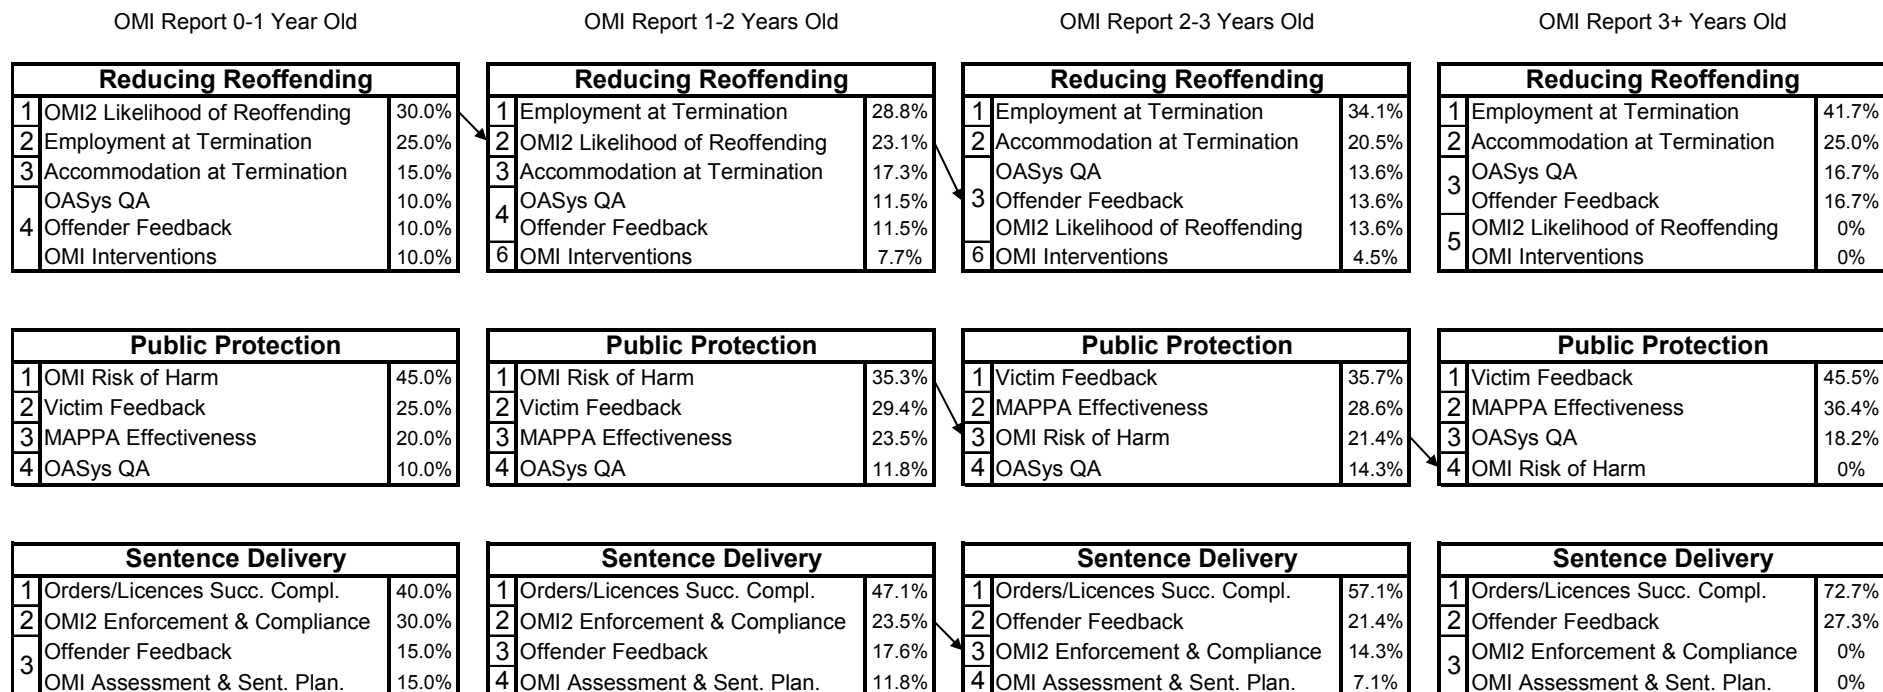 OMI Report 0-1 Year Old OMI Report 1-2 Years Old OMI Report 2-3 Years Old OMI Report 3+ Years Old
Reducing Reoffending
1 OMI2 Likelihood of Reoffending 30.0%
2 Employment at Termination 25.0%
3 Accommodation at Termination 15.0%
4 OASys QA 10.0%
Offender Feedback 10.0%
OMI Interventions 10.0%
Reducing Reoffending
1 Employment at Termination 28.8%
2 OMI2 Likelihood of Reoffending 23.1%
3 Accommodation at Termination 17.3%
4 OASys QA 11.5%
Offender Feedback 11.5%
6 OMI Interventions 7.7%
Reducing Reoffending
1 Employment at Termination 34.1%
2 Accommodation at Termination 20.5%
OASys QA 13.6%
3 Offender Feedback 13.6%
OMI2 Likelihood of Reoffending 13.6%
6 OMI Interventions 4.5%
Reducing Reoffending
1 Employment at Termination 41.7%
2 Accommodation at Termination 25.0%
3 OASys QA 16.7%
Offender Feedback 16.7%
5 OMI2 Likelihood of Reoffending 0%
OMI Interventions 0%
Public Protection
1 OMI Risk of Harm 45.0%
2 Victim Feedback 25.0%
3 MAPPA Effectiveness 20.0%
4 OASys QA 10.0%
Public Protection
1 OMI Risk of Harm 35.3%
2 Victim Feedback 29.4%
3 MAPPA Effectiveness 23.5%
4 OASys QA 11.8%
Public Protection
1 Victim Feedback 35.7%
2 MAPPA Effectiveness 28.6%
3 OMI Risk of Harm 21.4%
4 OASys QA 14.3%
Public Protection
1 Victim Feedback 45.5%
2 MAPPA Effectiveness 36.4%
3 OASys QA 18.2%
4 OMI Risk of Harm 0%
Sentence Delivery
1 Orders/Licences Succ. Compl. 40.0%
2 OMI2 Enforcement & Compliance 30.0%
3 Offender Feedback 15.0%
OMI Assessment & Sent. Plan. 15.0%
Sentence Delivery
1 Orders/Licences Succ. Compl. 47.1%
2 OMI2 Enforcement & Compliance 23.5%
3 Offender Feedback 17.6%
4 OMI Assessment & Sent. Plan. 11.8%
Sentence Delivery
1 Orders/Licences Succ. Compl. 57.1%
2 Offender Feedback 21.4%
3 OMI2 Enforcement & Compliance 14.3%
4 OMI Assessment & Sent. Plan. 7.1%
Sentence Delivery
1 Orders/Licences Succ. Compl. 72.7%
2 Offender Feedback 27.3%
3 OMI2 Enforcement & Compliance 0%
OMI Assessment & Sent. Plan. 0%